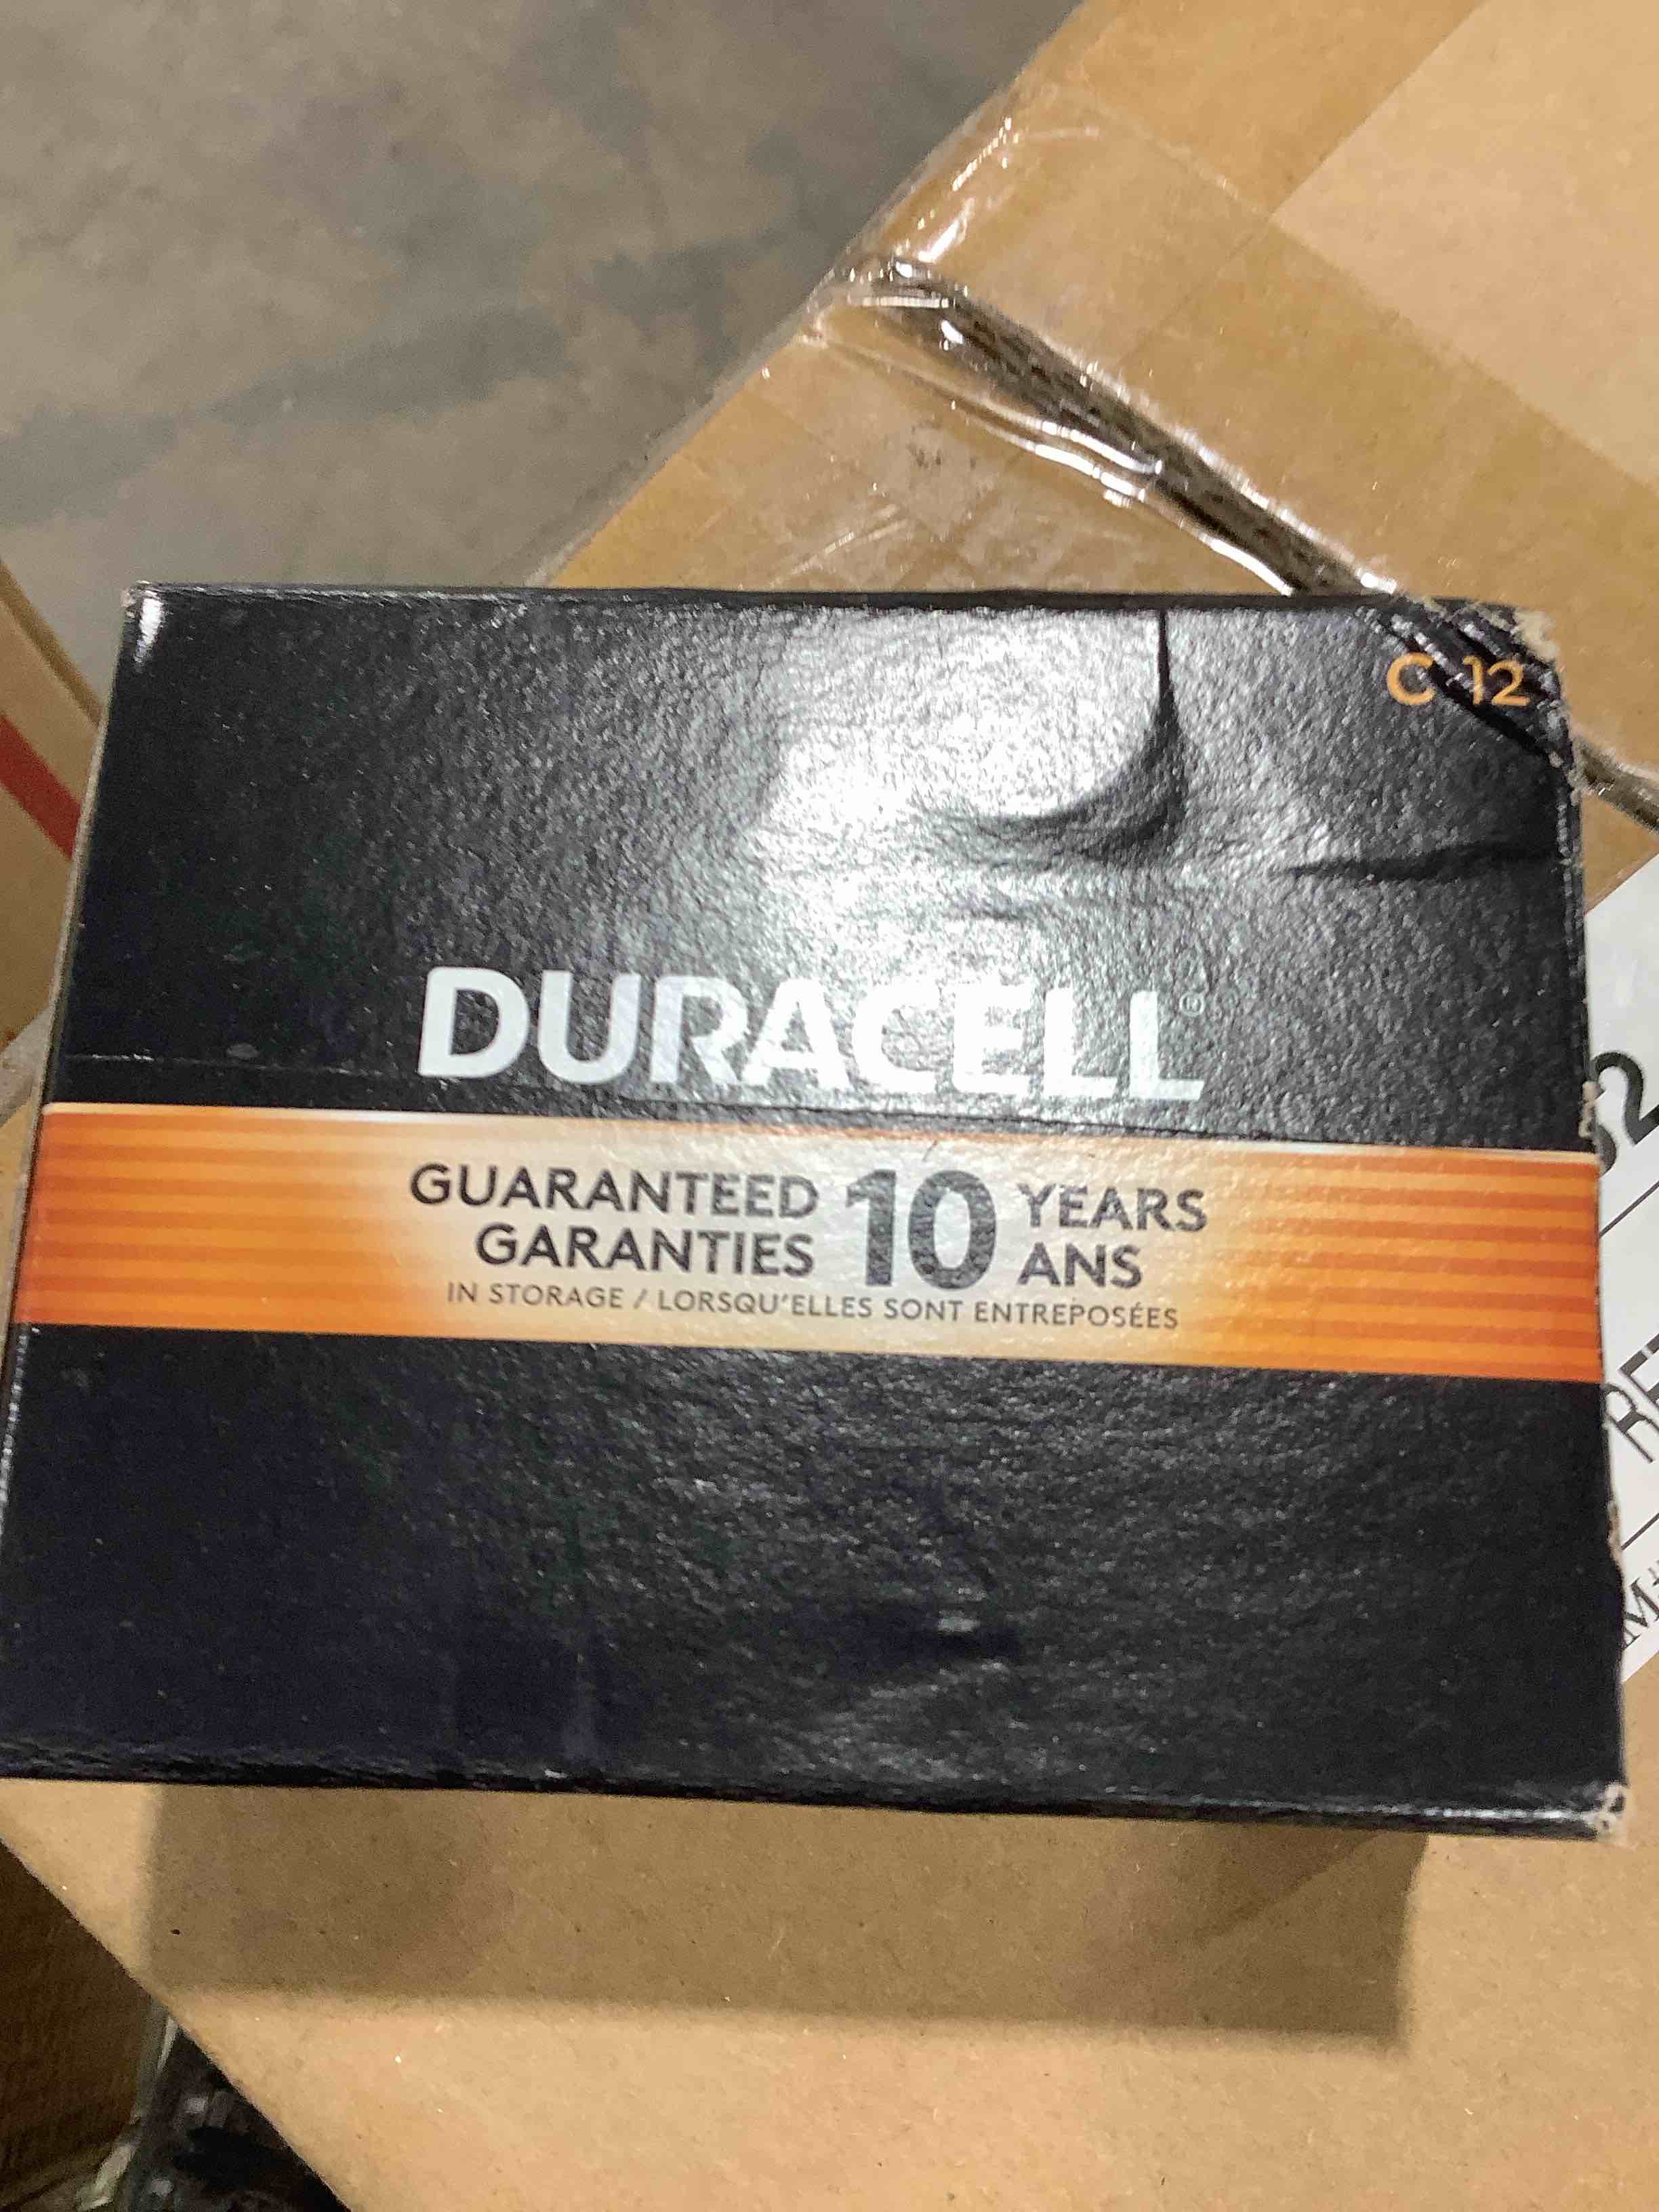 C 12
DURACELL®
GUARANTEED 10 YEARS
GARANTIES ANS
IN STORAGE / LORSQU'ELLES SONT ENTREPOSÉES